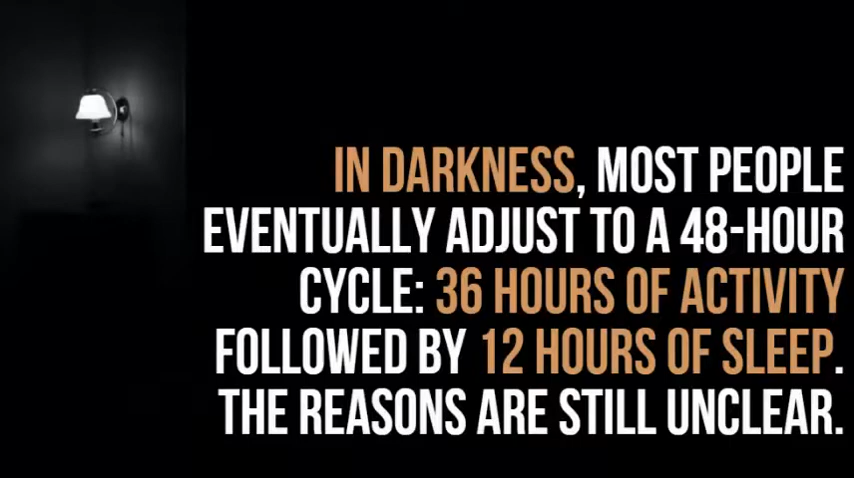 IN DARKNESS, MOST PEOPLE
EVENTUALLY ADJUST TO A 48-HOUR
CYCLE: 36 HOURS OF ACTIVITY
FOLLOWED BY 12 HOURS OF SLEEP.
THE REASONS ARE STILL UNCLEAR.